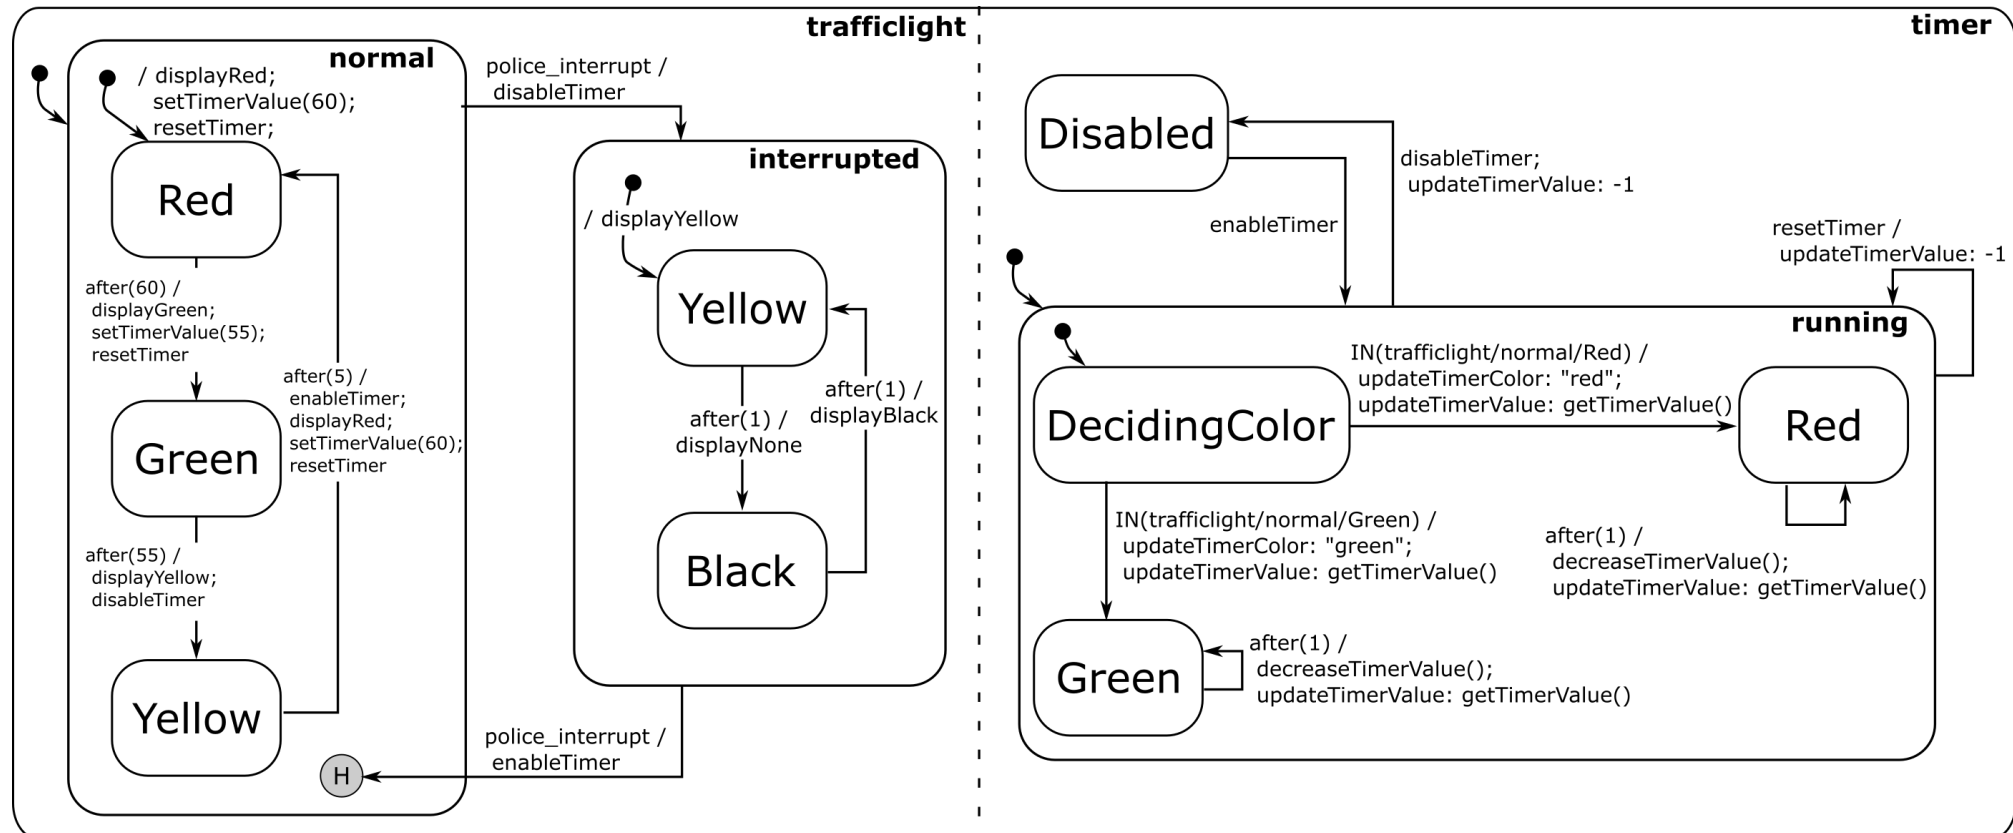 trafficlight
normal
/ displayRed;
setTimerValue(60);
resetTimer;
Red
after(60) /
displayGreen;
setTimerValue(55);
resetTimer
Green
after(55) /
displayYellow;
disableTimer
Yellow
after(5) /
enableTimer;
displayRed;
setTimerValue(60);
resetTimer
H
police_interrupt /
disableTimer
interrupted
/ displayYellow
Yellow
after(1) /
displayNone
Black
after(1) /
displayBlack
police_interrupt /
enableTimer
timer
Disabled
enableTimer
disableTimer;
updateTimerValue: -1
resetTimer /
updateTimerValue: -1
running
DecidingColor
IN(trafficlight/normal/Red) /
updateTimerColor: "red";
updateTimerValue: getTimerValue()
Red
after(1) /
decreaseTimerValue();
updateTimerValue: getTimerValue()
IN(trafficlight/normal/Green) /
updateTimerColor: "green";
updateTimerValue: getTimerValue()
Green
after(1) /
decreaseTimerValue();
updateTimerValue: getTimerValue()